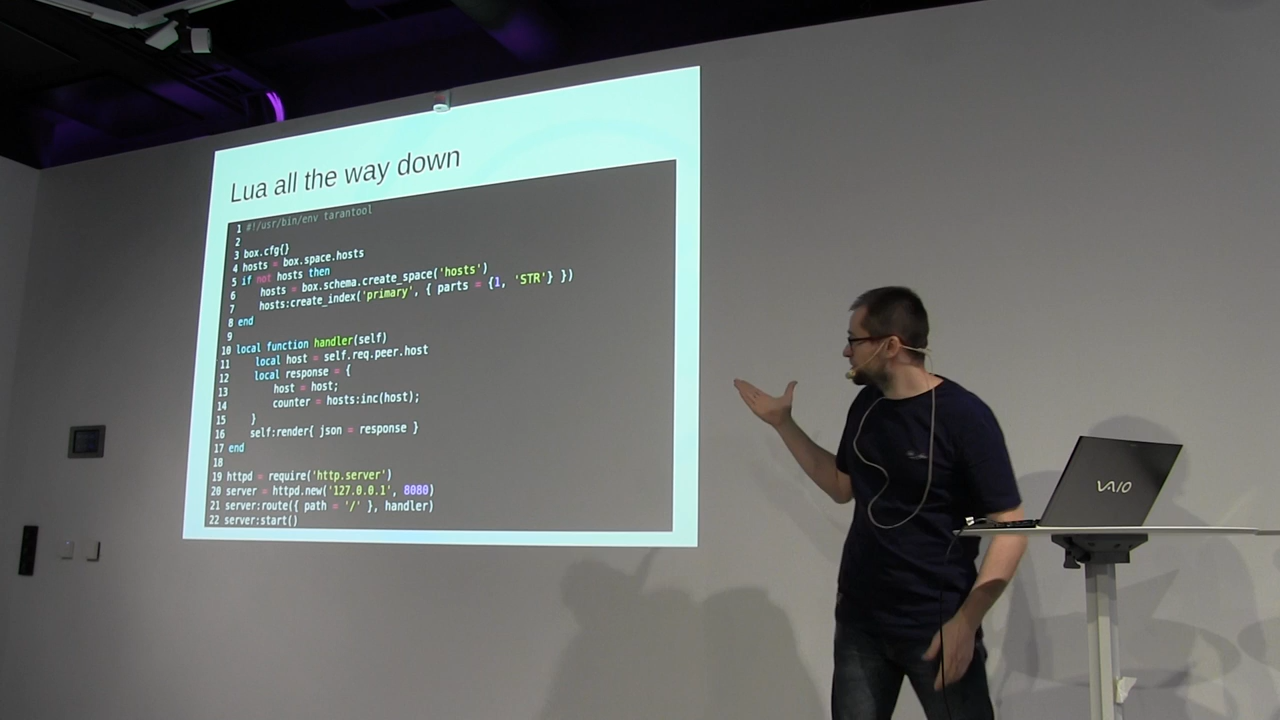 Lua all the way down
1 #!/usr/bin/env tarantool
2
3 box.cfg{}
4 hosts = box.space.hosts
5 if not hosts then
6 hosts = box.schema.create_space('hosts')
7 hosts:create_index('primary', { parts = {1, 'STR'} })
8 end
9
10 local function handler(self)
11 local host = self.req.peer.host
12 local response = {
13 host = host;
14 counter = hosts:inc(host);
15 }
16 self:render{ json = response }
17 end
18
19 httpd = require('http.server')
20 server = httpd.new('127.0.0.1', 8080)
21 server:route({ path = '/' }, handler)
22 server:start()
VAIO